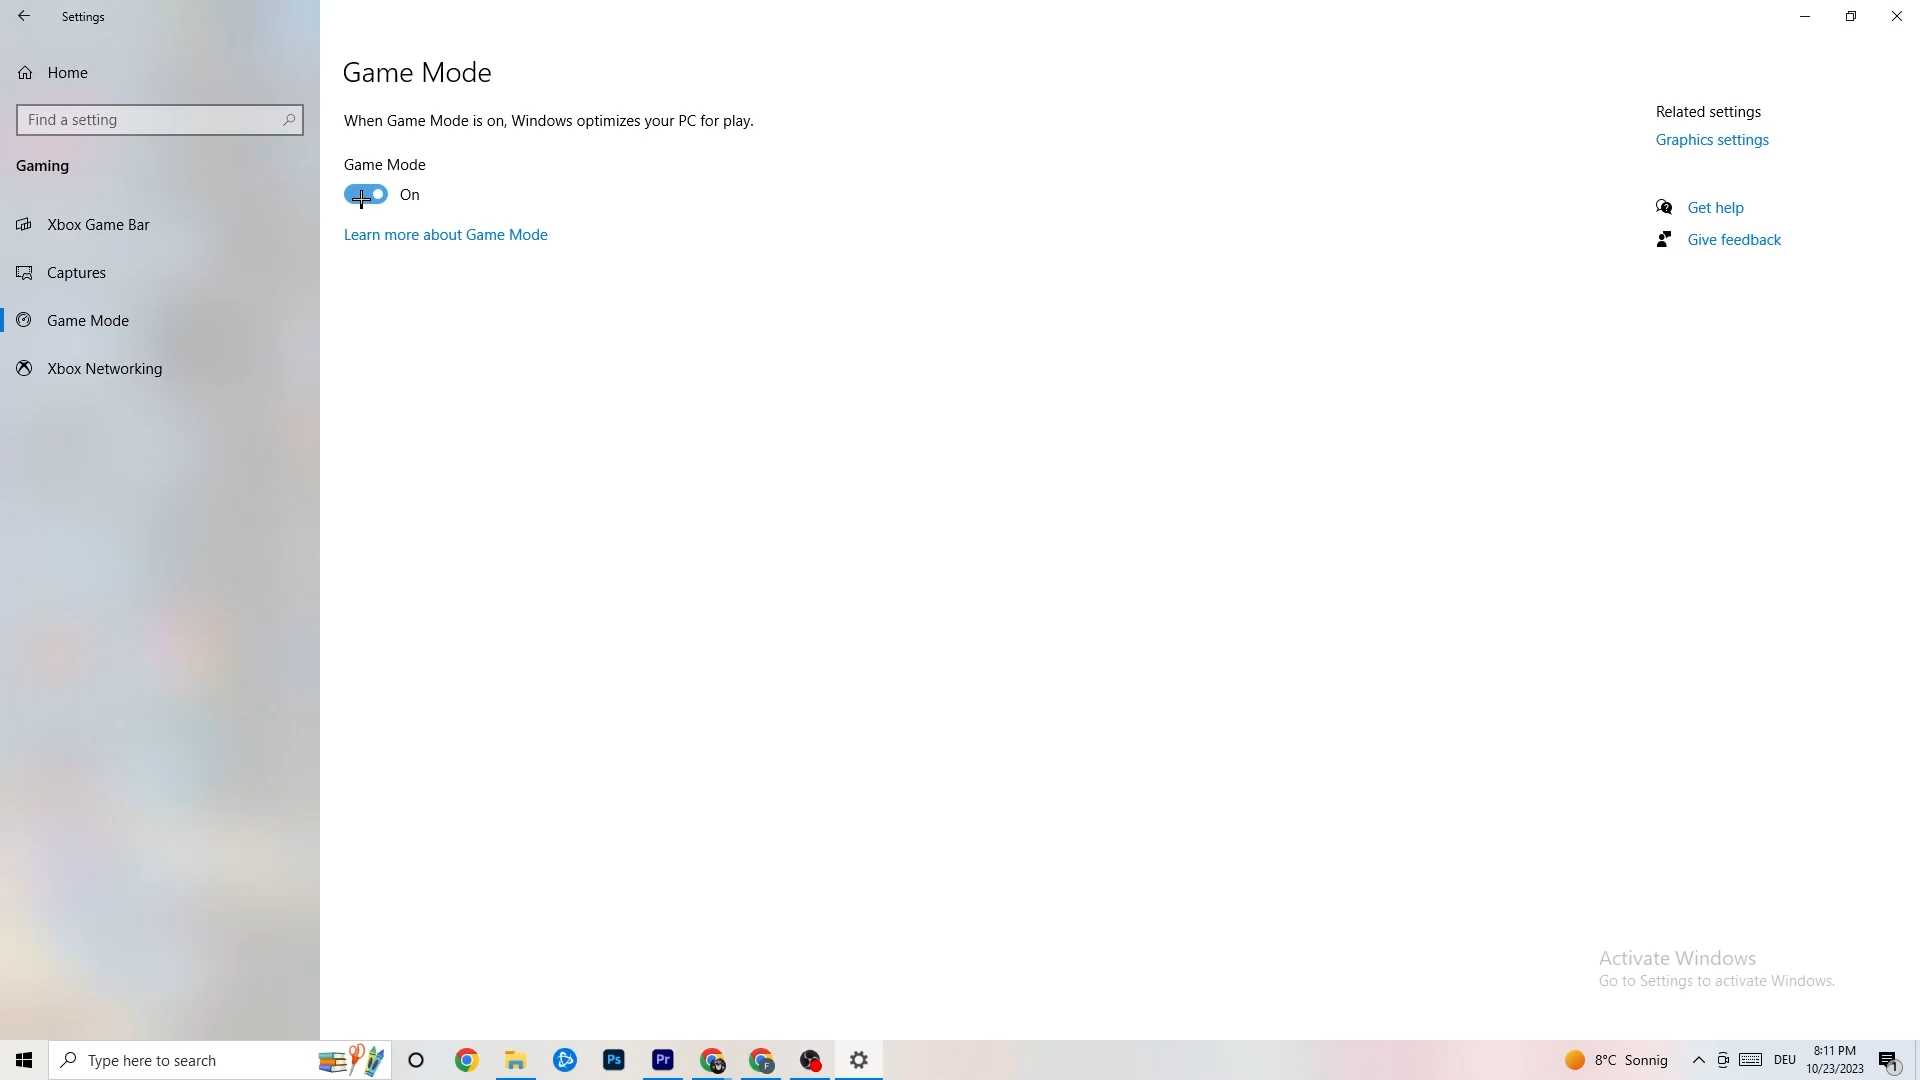 Settings
Home
Find a setting
Gaming
Xbox Game Bar
Captures
Game Mode
Xbox Networking
Game Mode
When Game Mode is on, Windows optimizes your PC for play.
Game Mode
On
Learn more about Game Mode
Related settings
Graphics settings
Get help
Give feedback
Activate Windows
Go to Settings to activate Windows.
Type here to search
Ps
Pr
F
8°C Sonnig
DEU
8:11 PM
10/23/2023
1